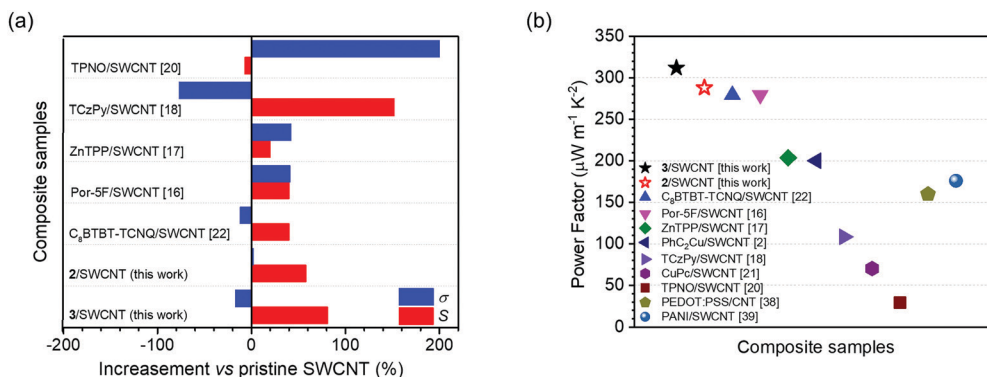 (a)
Composite samples
TPNO/SWCNT [20]
TCzPy/SWCNT [18]
ZnTPP/SWCNT [17]
Por-5F/SWCNT [16]
C₈BTBT-TCNQ/SWCNT [22]
2/SWCNT (this work)
3/SWCNT (this work)
σ
S
-200 -100 0 100 200
Increasement vs pristine SWCNT (%)
(b)
Power Factor (μW m⁻¹ K⁻²)
350
300
250
200
150
100
50
0
3/SWCNT [this work]
2/SWCNT [this work]
C₈BTBT-TCNQ/SWCNT [22]
Por-5F/SWCNT [16]
ZnTPP/SWCNT [17]
PhC₂Cu/SWCNT [2]
TCzPy/SWCNT [18]
CuPc/SWCNT [21]
TPNO/SWCNT [20]
PEDOT:PSS/CNT [38]
PANI/SWCNT [39]
Composite samples